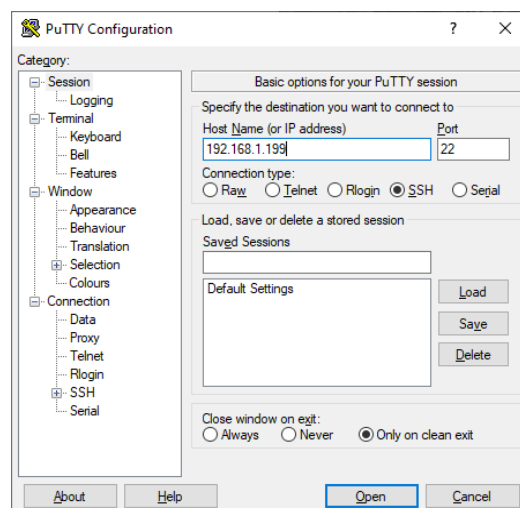 PuTTY Configuration ? ×
Category:
Session
Logging
Terminal
Keyboard
Bell
Features
Window
Appearance
Behaviour
Translation
Selection
Colours
Connection
Data
Proxy
Telnet
Rlogin
SSH
Serial
Basic options for your PuTTY session
Specify the destination you want to connect to
Host Name (or IP address) Port
192.168.1.199 22
Connection type:
Raw Telnet Rlogin SSH Serial
Load, save or delete a stored session
Saved Sessions
Default Settings
Load
Save
Delete
Close window on exit:
Always Never Only on clean exit
About Help Open Cancel